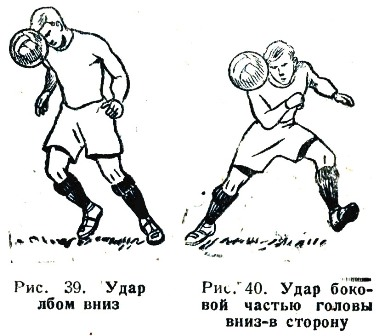 Рис. 39. Удар
лбом вниз
Рис. 40. Удар боко-
вой частью головы
вниз-в сторону